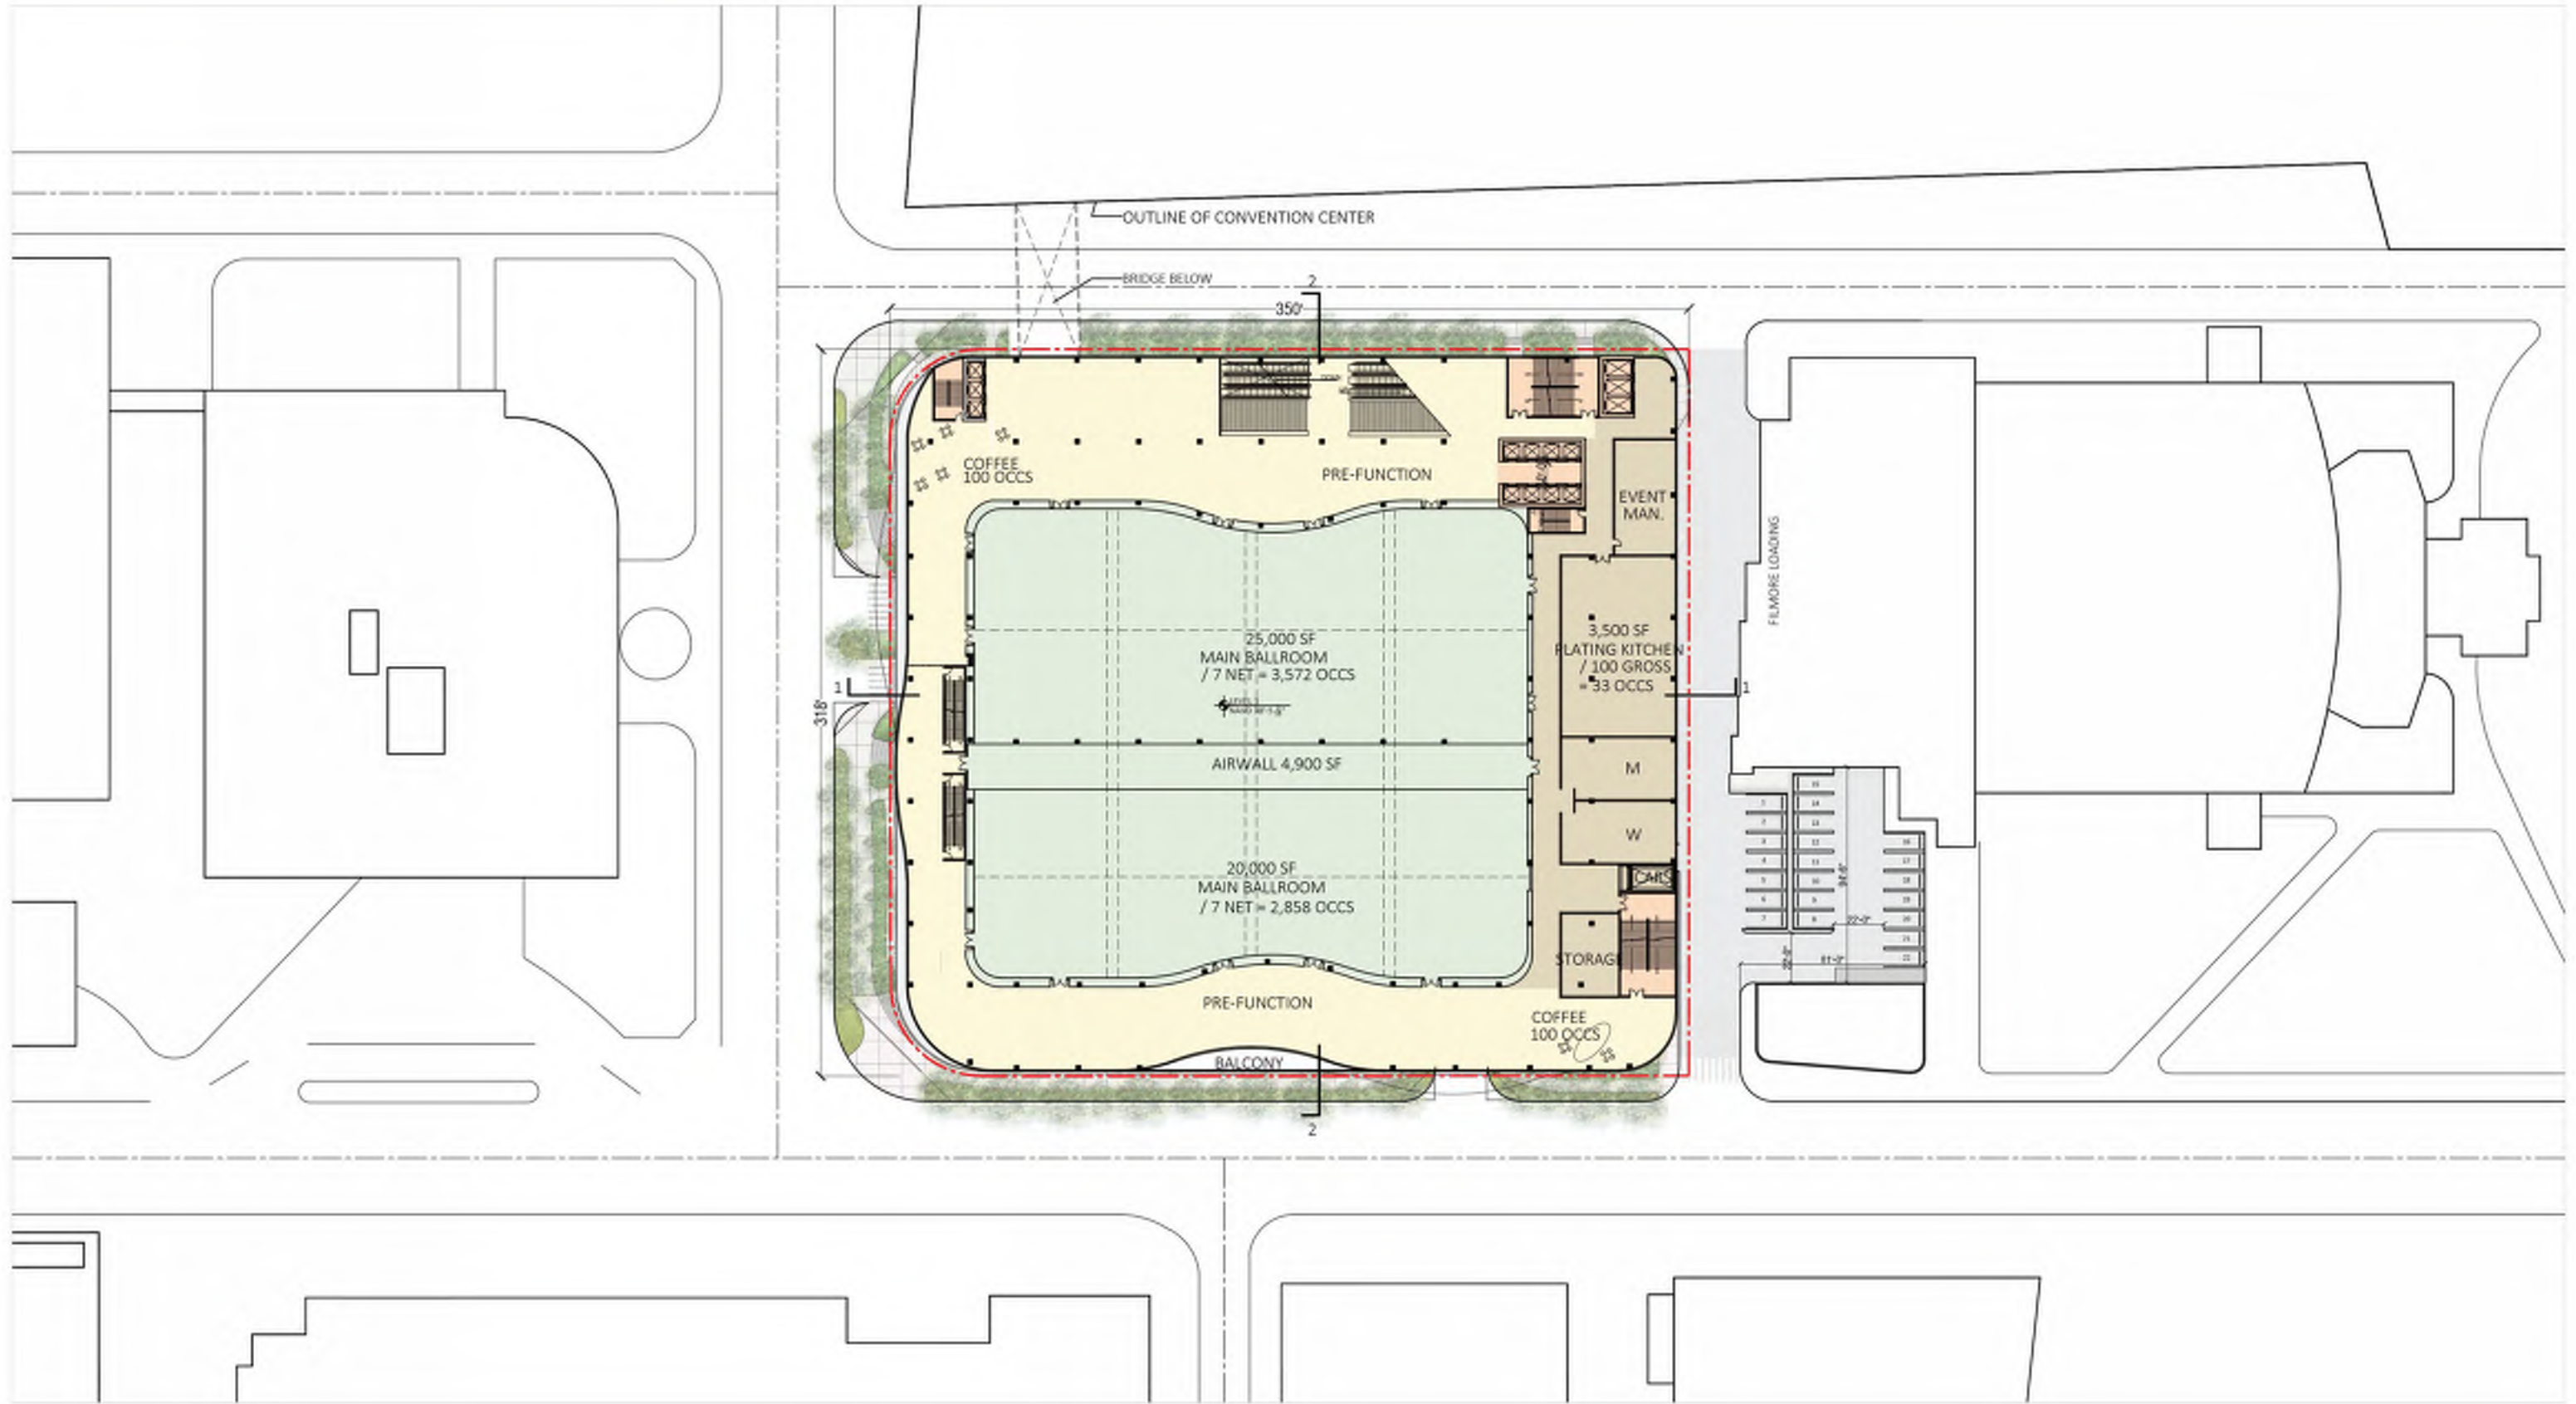 OUTLINE OF CONVENTION CENTER
BRIDGE BELOW
2
350'
COFFEE
100 OCCS
PRE-FUNCTION
EVENT
MAN.
FILMORE LOADING
25,000 SF
MAIN BALLROOM
/ 7 NET = 3,572 OCCS
3,500 SF
PLATING KITCHEN
/ 100 GROSS
= 33 OCCS
1
1
318'
AIRWALL 4,900 SF
M
W
20,000 SF
MAIN BALLROOM
/ 7 NET = 2,858 OCCS
STORAGE
PRE-FUNCTION
COFFEE
100 OCCS
BALCONY
2
22'-0"